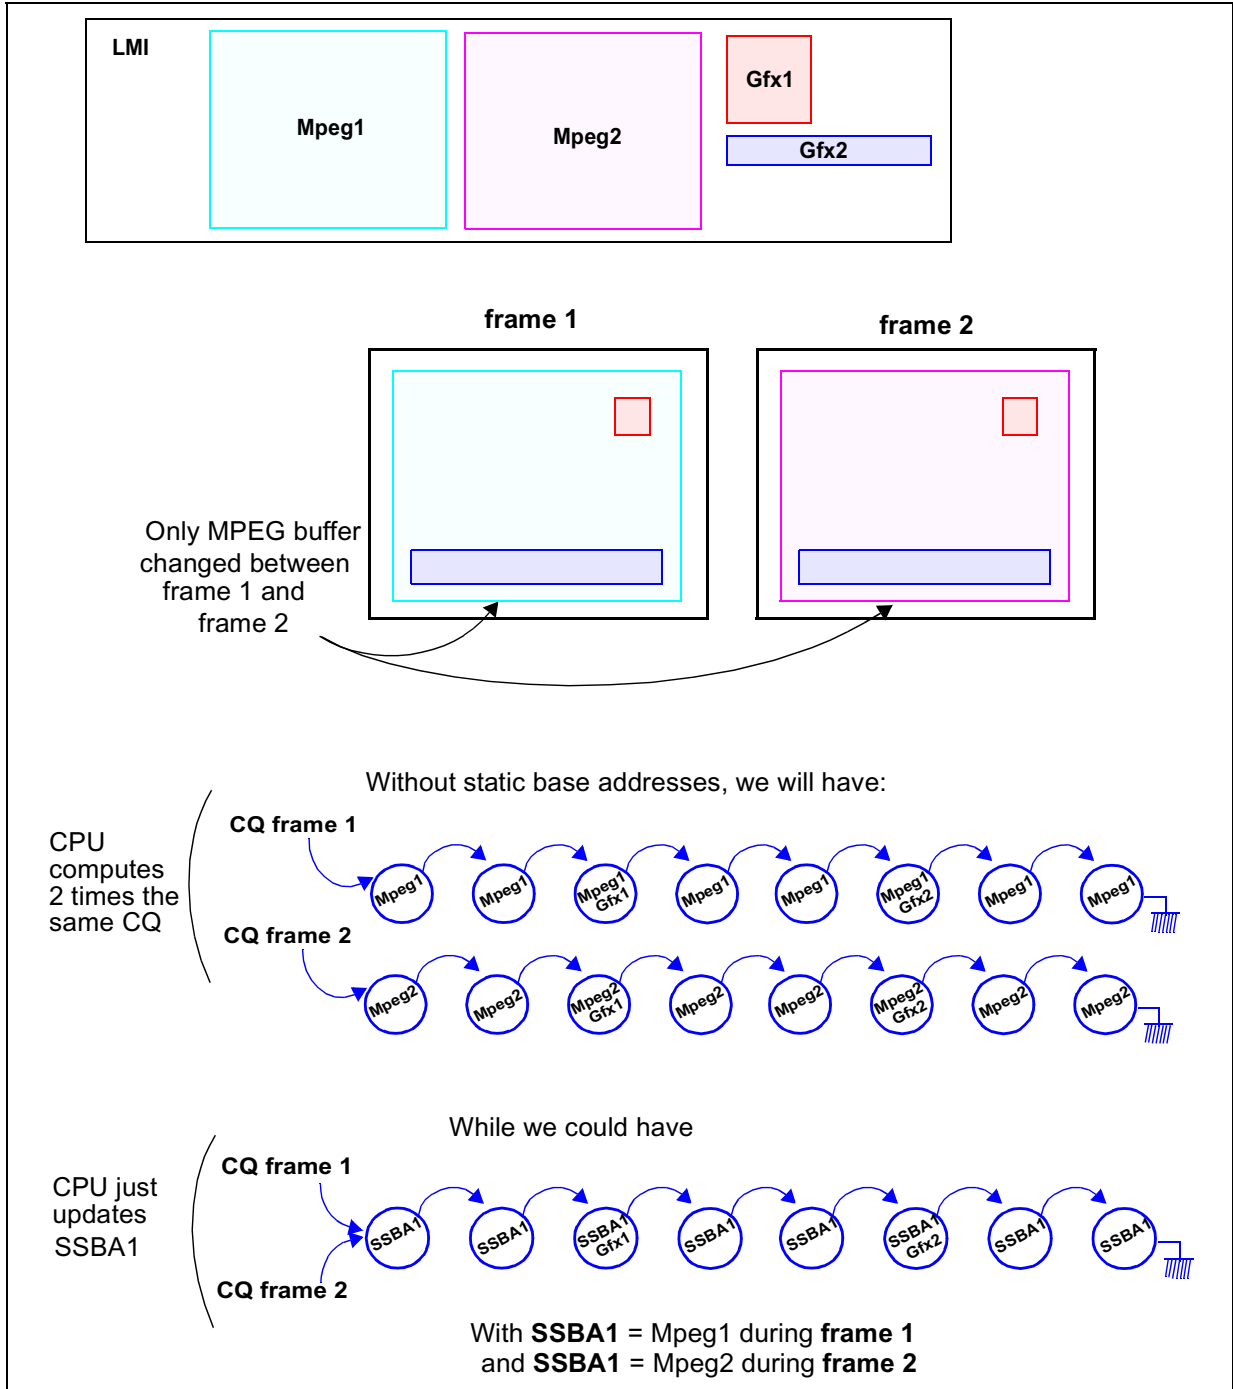 LMI
Mpeg1
Mpeg2
Gfx1
Gfx2
frame 1
frame 2
Only MPEG buffer
changed between
frame 1 and
frame 2
Without static base addresses, we will have:
CPU
computes
2 times the
same CQ
CQ frame 1
Mpeg1
Mpeg1
Mpeg1
Gfx1
Mpeg1
Mpeg1
Mpeg1
Gfx2
Mpeg1
Mpeg1
CQ frame 2
Mpeg2
Mpeg2
Mpeg2
Gfx1
Mpeg2
Mpeg2
Mpeg2
Gfx2
Mpeg2
Mpeg2
While we could have
CPU just
updates
SSBA1
CQ frame 1
SSBA1
SSBA1
SSBA1
Gfx1
SSBA1
SSBA1
SSBA1
Gfx2
SSBA1
SSBA1
CQ frame 2
With SSBA1 = Mpeg1 during frame 1
and SSBA1 = Mpeg2 during frame 2